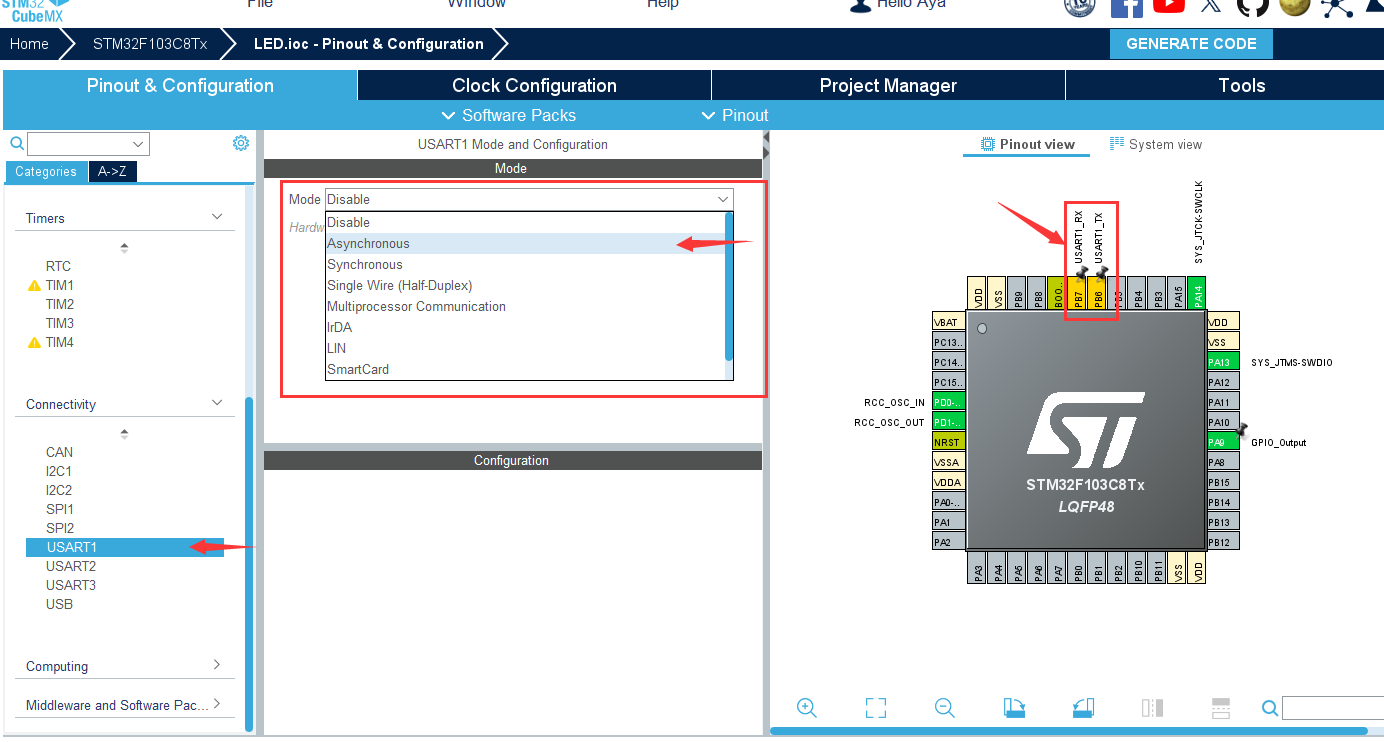 STM32
CubeMX
File
Window
Help
Hello Aya
Home
STM32F103C8Tx
LED.ioc - Pinout & Configuration
GENERATE CODE
Pinout & Configuration
Clock Configuration
Project Manager
Tools
Software Packs
Pinout
Categories
A->Z
Timers
RTC
TIM1
TIM2
TIM3
TIM4
Connectivity
CAN
I2C1
I2C2
SPI1
SPI2
USART1
USART2
USART3
USB
Computing
Middleware and Software Pac...
USART1 Mode and Configuration
Mode
Mode Disable
Hardw
Disable
Asynchronous
Synchronous
Single Wire (Half-Duplex)
Multiprocessor Communication
IrDA
LIN
SmartCard
Configuration
Pinout view
System view
USART1_RX
USART1_TX
SYS_JTCK-SWCLK
VDD
VSS
PB9
PB8
BOO..
PB7
PB6
PB5
PB4
PB3
PA15
PA14
VBAT
PC13..
PC14..
PC15..
RCC_OSC_IN
PD0-..
RCC_OSC_OUT
PD1-..
NRST
VSSA
VDDA
PA0-..
PA1
PA2
VDD
VSS
PA13
SYS_JTMS-SWDIO
PA12
PA11
PA10
PA9
GPIO_Output
PA8
PB15
PB14
PB13
PB12
STM32F103C8Tx
LQFP48
PA3
PA4
PA5
PA6
PA7
PB0
PB1
PB2
PB10
PB11
VSS
VDD